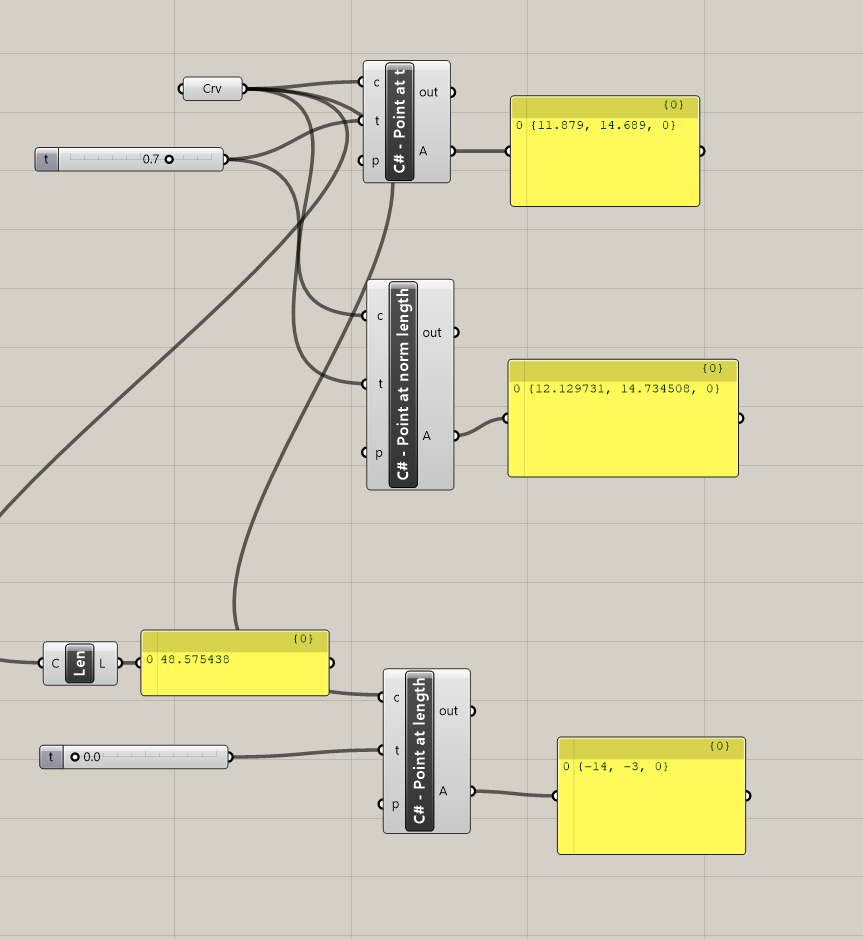 Crv
t 0.7
c
t
p
C# - Point at t
out
A
{0}
0 {11.879, 14.689, 0}
c
t
p
C# - Point at norm length
out
A
{0}
0 {12.129731, 14.734508, 0}
C Len L
{0}
0 48.575438
t 0.0
c
t
p
C# - Point at length
out
A
{0}
0 {-14, -3, 0}